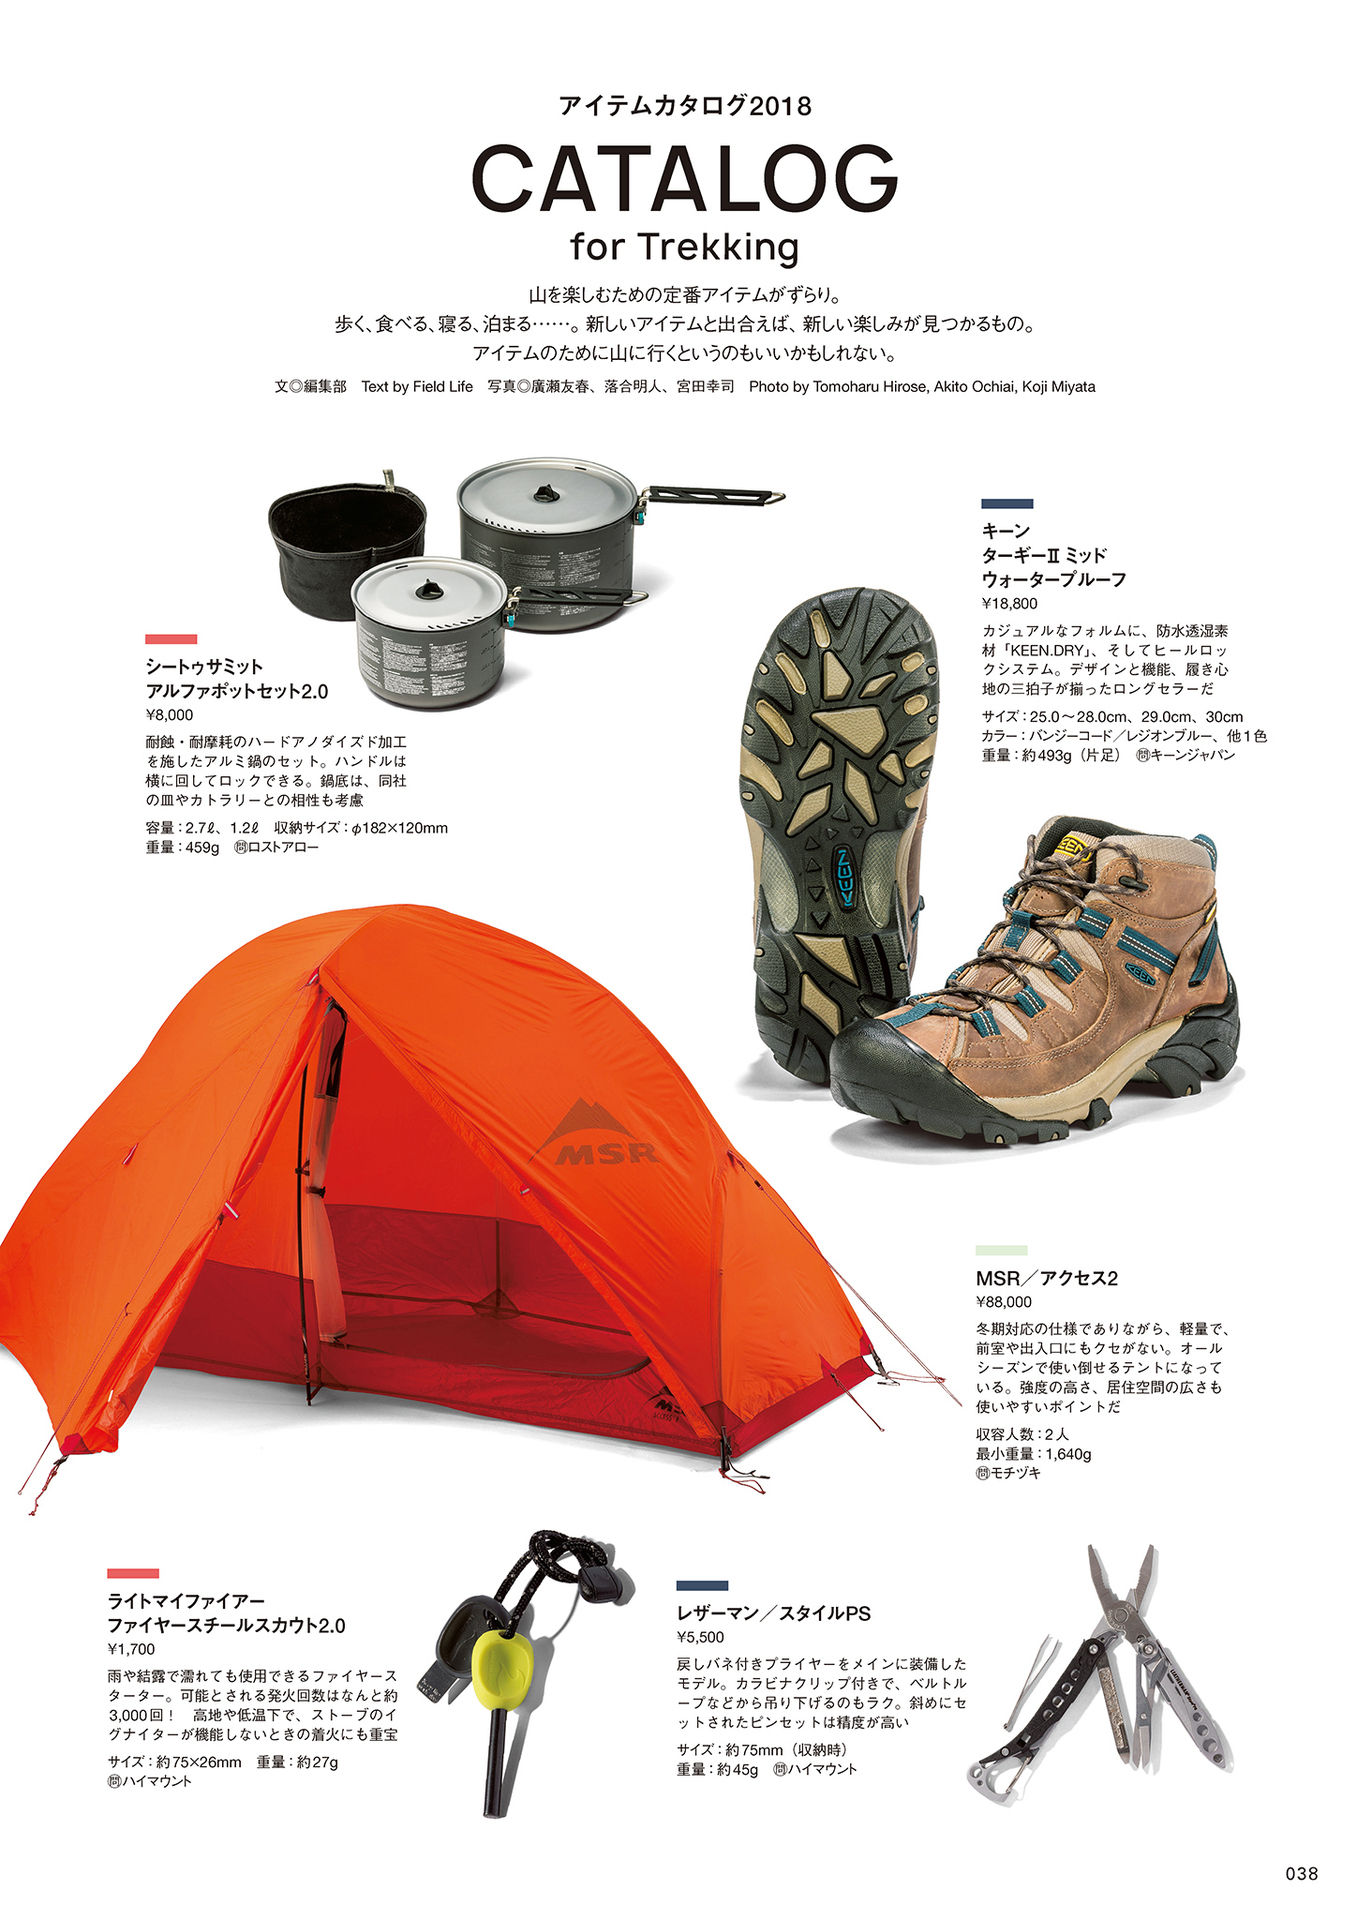 アイテムカタログ2018
CATALOG
for Trekking
山を楽しむための定番アイテムがずらり。
歩く、食べる、寝る、泊まる……。新しいアイテムと出合えば、新しい楽しみが見つかるもの。
アイテムのために山に行くというのもいいかもしれない。
文◎編集部　Text by Field Life　写真◎廣瀬友春、落合明人、宮田幸司　Photo by Tomoharu Hirose, Akito Ochiai, Koji Miyata
シートゥサミット
アルファポットセット2.0
¥8,000
耐蝕・耐摩耗のハードアノダイズド加工
を施したアルミ鍋のセット。ハンドルは
横に回してロックできる。鍋底は、同社
の皿やカトラリーとの相性も考慮
容量：2.7ℓ、1.2ℓ　収納サイズ：φ182×120mm
重量：459g　㉄ロストアロー
キーン
ターギーⅡ ミッド
ウォータープルーフ
¥18,800
カジュアルなフォルムに、防水透湿素
材「KEEN.DRY」、そしてヒールロッ
クシステム。デザインと機能、履き心
地の三拍子が揃ったロングセラーだ
サイズ：25.0〜28.0cm、29.0cm、30cm
カラー：バンジーコード／レジオンブルー、他1色
重量：約493g（片足）　㉄キーンジャパン
KEEN
KEEN
KEEN
MSR
MSR／アクセス2
¥88,000
冬期対応の仕様でありながら、軽量で、
前室や出入口にもクセがない。オール
シーズンで使い倒せるテントになって
いる。強度の高さ、居住空間の広さも
使いやすいポイントだ
収容人数：2人
最小重量：1,640g
㉄モチヅキ
ライトマイファイアー
ファイヤースチールスカウト2.0
¥1,700
雨や結露で濡れても使用できるファイヤース
ターター。可能とされる発火回数はなんと約
3,000回！　高地や低温下で、ストーブのイ
グナイターが機能しないときの着火にも重宝
サイズ：約75×26mm　重量：約27g
㉄ハイマウント
レザーマン／スタイルPS
¥5,500
戻しバネ付きプライヤーをメインに装備した
モデル。カラビナクリップ付きで、ベルトル
ープなどから吊り下げるのもラク。斜めにセ
ットされたピンセットは精度が高い
サイズ：約75mm（収納時）
重量：約45g　㉄ハイマウント
038